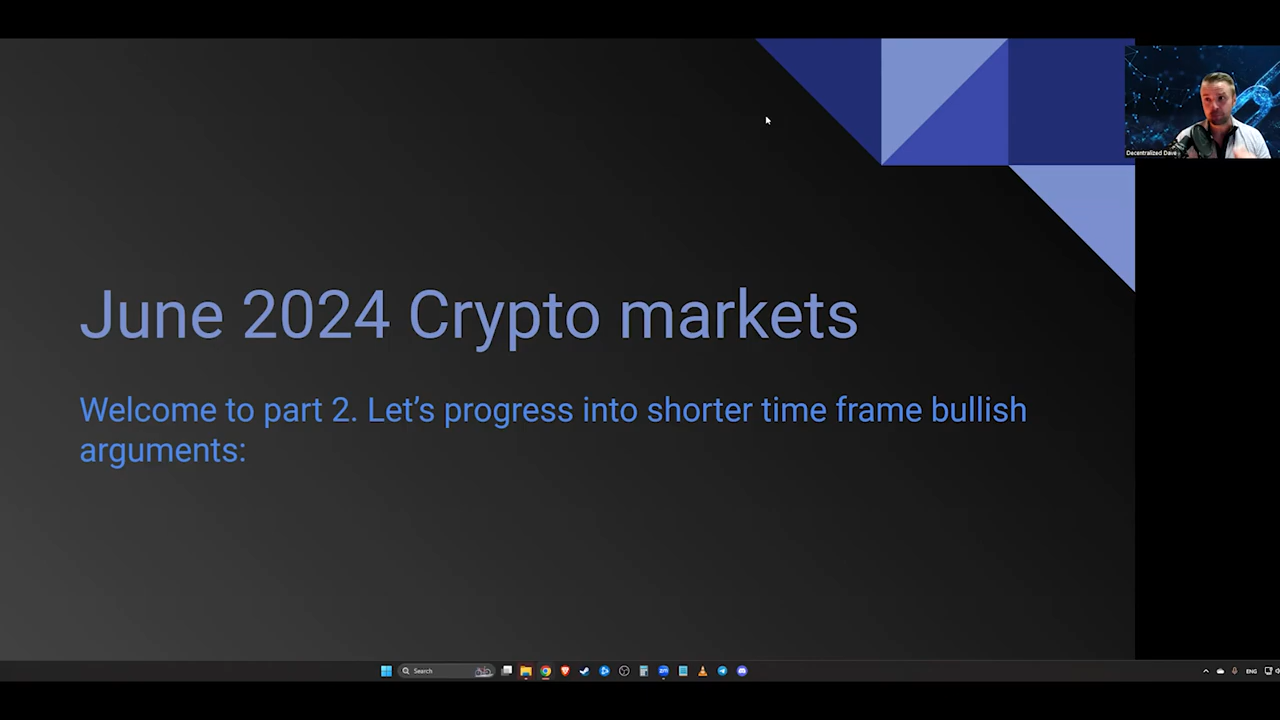 Decentralized Dave
June 2024 Crypto markets
Welcome to part 2. Let's progress into shorter time frame bullish
arguments:
Search
zm
ENG